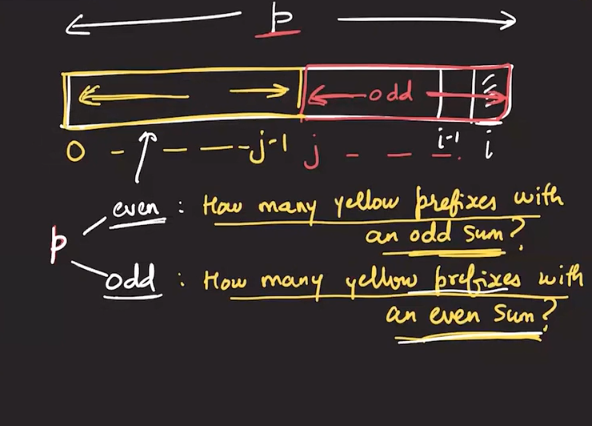 p
odd
0 - - - - - j-1 j - - - i-1 i
even : How many yellow prefixes with
an odd sum?
p
odd : How many yellow prefixes with
an even sum?